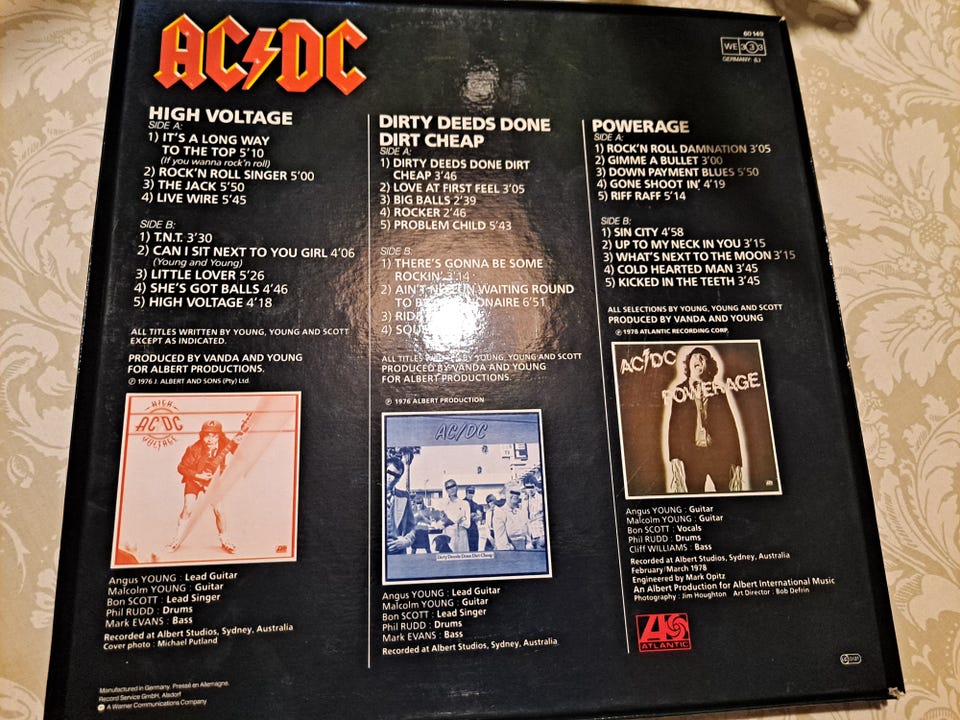 AC⚡DC
60 149
WE 333
GERMANY: (L)
HIGH VOLTAGE
SIDE A:
1) IT'S A LONG WAY
TO THE TOP 5'10
(If you wanna rock'n roll)
2) ROCK'N ROLL SINGER 5'00
3) THE JACK 5'50
4) LIVE WIRE 5'45
SIDE B:
1) T.N.T. 3'30
2) CAN I SIT NEXT TO YOU GIRL 4'06
(Young and Young)
3) LITTLE LOVER 5'26
4) SHE'S GOT BALLS 4'46
5) HIGH VOLTAGE 4'18
ALL TITLES WRITTEN BY YOUNG, YOUNG AND SCOTT
EXCEPT AS INDICATED.
PRODUCED BY VANDA AND YOUNG
FOR ALBERT PRODUCTIONS.
℗ 1976 J. ALBERT AND SONS (Pty) Ltd.
HIGH
AC/DC
VOLTAGE
Angus YOUNG : Lead Guitar
Malcolm YOUNG : Guitar
Bon SCOTT : Lead Singer
Phil RUDD : Drums
Mark EVANS : Bass
Recorded at Albert Studios, Sydney, Australia
Cover photo : Michael Putland
Manufactured in Germany. Pressé en Allemagne.
Record Service GmbH, Alsdorf
A Warner Communications Company
DIRTY DEEDS DONE
DIRT CHEAP
SIDE A:
1) DIRTY DEEDS DONE DIRT
CHEAP 3'46
2) LOVE AT FIRST FEEL 3'05
3) BIG BALLS 2'39
4) ROCKER 2'46
5) PROBLEM CHILD 5'43
SIDE B:
1) THERE'S GONNA BE SOME
ROCKIN' 3'14
2) AIN'T NO FUN WAITING ROUND
TO BE A MILLIONAIRE 6'51
3) RIDE
4)
ALL TITLES WRITTEN BY YOUNG, YOUNG AND SCOTT
PRODUCED BY VANDA AND YOUNG
FOR ALBERT PRODUCTIONS.
℗ 1976 ALBERT PRODUCTION
AC/DC
Dirty Deeds Done Dirt Cheap
Angus YOUNG : Lead Guitar
Malcolm YOUNG : Guitar
Bon SCOTT : Lead Singer
Phil RUDD : Drums
Mark EVANS : Bass
Recorded at Albert Studios, Sydney, Australia
POWERAGE
SIDE A:
1) ROCK'N ROLL DAMNATION 3'05
2) GIMME A BULLET 3'00
3) DOWN PAYMENT BLUES 5'50
4) GONE SHOOT IN' 4'19
5) RIFF RAFF 5'14
SIDE B:
1) SIN CITY 4'58
2) UP TO MY NECK IN YOU 3'15
3) WHAT'S NEXT TO THE MOON 3'15
4) COLD HEARTED MAN 3'45
5) KICKED IN THE TEETH 3'45
ALL SELECTIONS BY YOUNG, YOUNG AND SCOTT
PRODUCED BY VANDA AND YOUNG
℗ 1978 ATLANTIC RECORDING CORP.
AC/DC
POWERAGE
Angus YOUNG : Guitar
Malcolm YOUNG : Guitar
Bon SCOTT : Vocals
Phil RUDD : Drums
Cliff WILLIAMS : Bass
Recorded at Albert Studios, Sydney, Australia
February/March 1978
Engineered by Mark Opitz
An Albert Production for Albert International Music
Photography : Jim Houghton Art Director : Bob Defrin
ATLANTIC